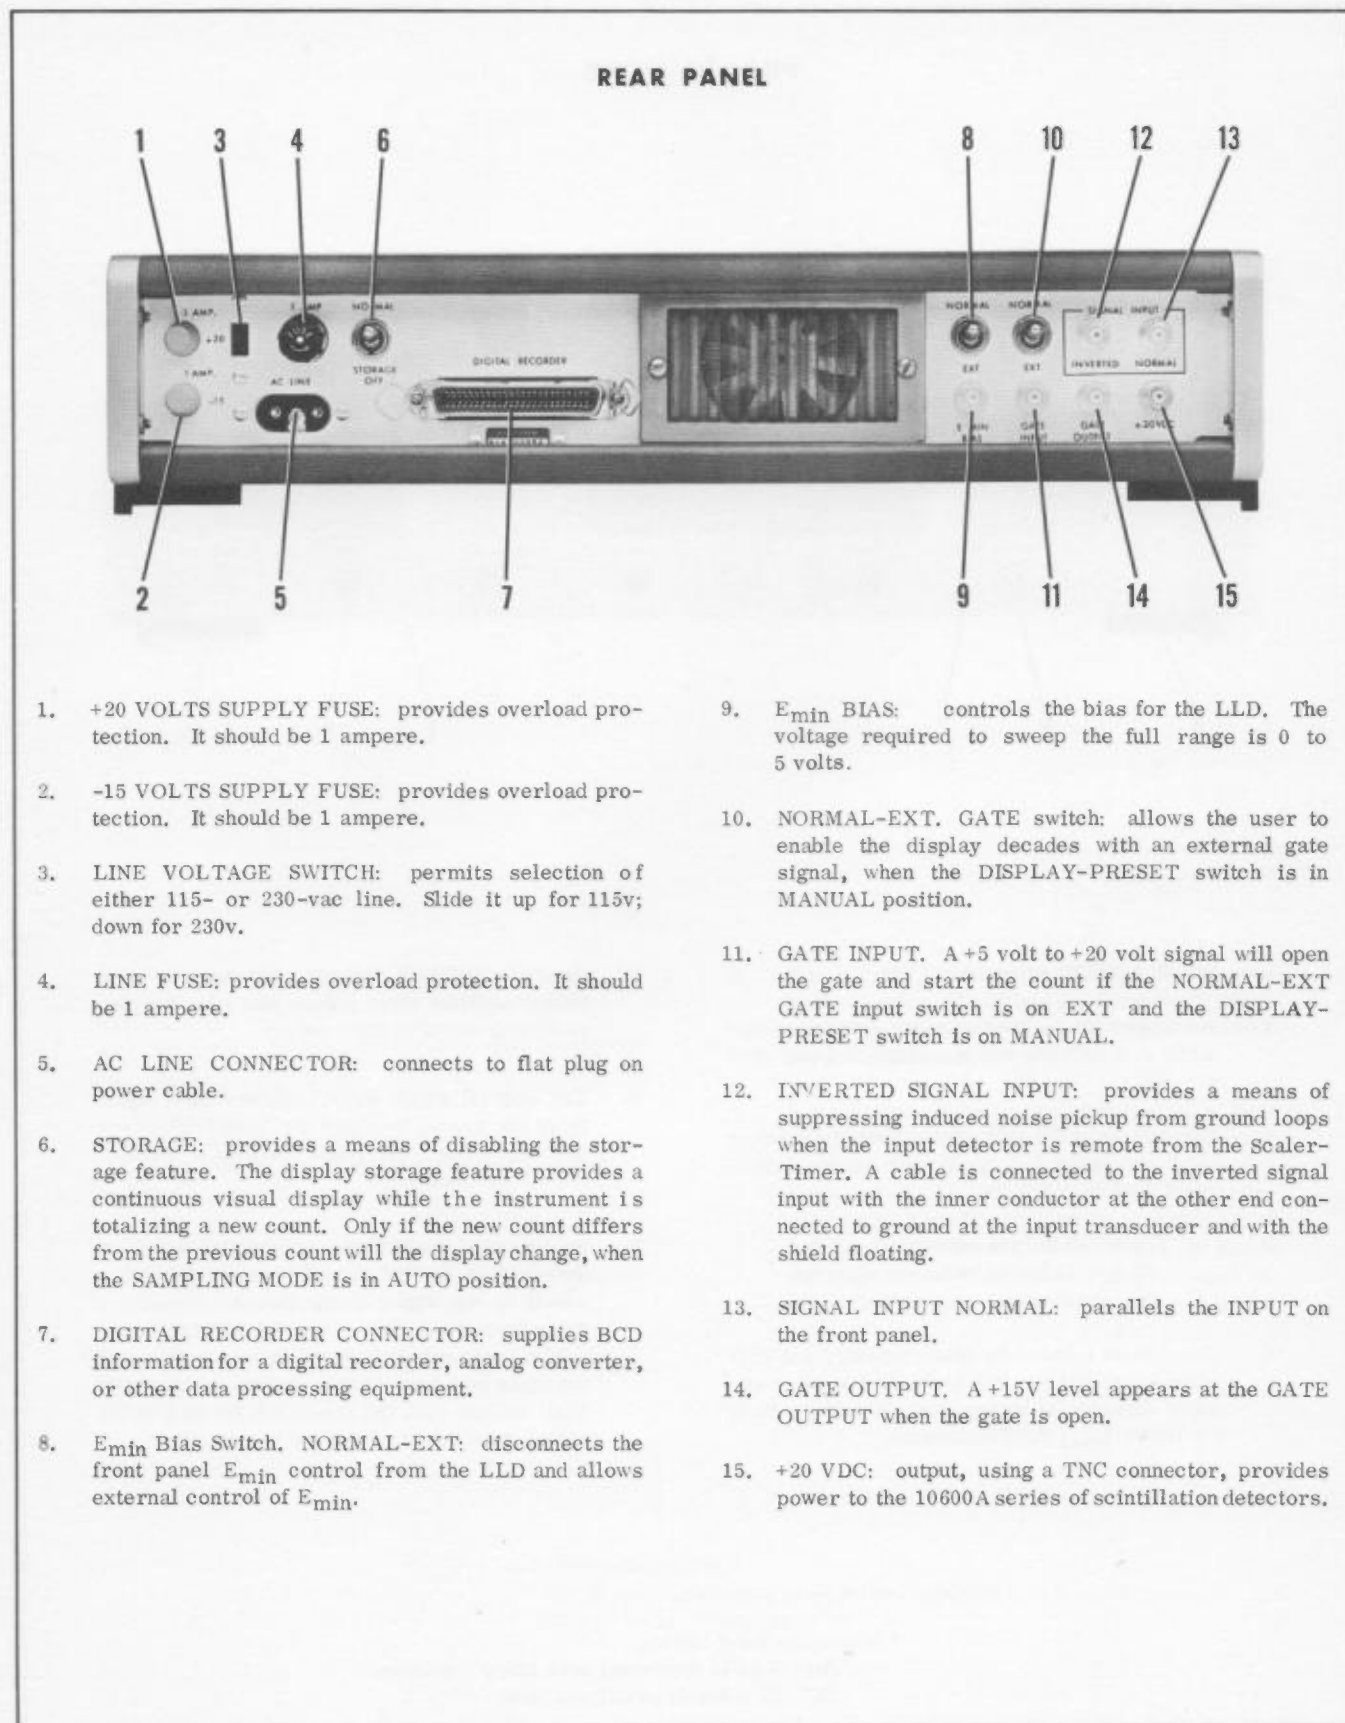 REAR PANEL
1 3 4 6 8 10 12 13
AMP. +20
AMP. NORMAL NORMAL NORMAL SIGNAL INPUT
1 AMP. -15
AC LINE STORAGE OFF
DIGITAL RECORDER
EXT EXT INVERTED NORMAL
BIAS GATE INPUT GATE OUTPUT +20VDC
2 5 7 9 11 14 15
1. +20 VOLTS SUPPLY FUSE: provides overload pro-
tection. It should be 1 ampere.
2. -15 VOLTS SUPPLY FUSE: provides overload pro-
tection. It should be 1 ampere.
3. LINE VOLTAGE SWITCH: permits selection of
either 115- or 230-vac line. Slide it up for 115v;
down for 230v.
4. LINE FUSE: provides overload protection. It should
be 1 ampere.
5. AC LINE CONNECTOR: connects to flat plug on
power cable.
6. STORAGE: provides a means of disabling the stor-
age feature. The display storage feature provides a
continuous visual display while the instrument is
totalizing a new count. Only if the new count differs
from the previous count will the display change, when
the SAMPLING MODE is in AUTO position.
7. DIGITAL RECORDER CONNECTOR: supplies BCD
information for a digital recorder, analog converter,
or other data processing equipment.
8. Emin Bias Switch. NORMAL-EXT: disconnects the
front panel Emin control from the LLD and allows
external control of Emin.
9. Emin BIAS: controls the bias for the LLD. The
voltage required to sweep the full range is 0 to
5 volts.
10. NORMAL-EXT. GATE switch: allows the user to
enable the display decades with an external gate
signal, when the DISPLAY-PRESET switch is in
MANUAL position.
11. GATE INPUT. A +5 volt to +20 volt signal will open
the gate and start the count if the NORMAL-EXT
GATE input switch is on EXT and the DISPLAY-
PRESET switch is on MANUAL.
12. INVERTED SIGNAL INPUT: provides a means of
suppressing induced noise pickup from ground loops
when the input detector is remote from the Scaler-
Timer. A cable is connected to the inverted signal
input with the inner conductor at the other end con-
nected to ground at the input transducer and with the
shield floating.
13. SIGNAL INPUT NORMAL: parallels the INPUT on
the front panel.
14. GATE OUTPUT. A +15V level appears at the GATE
OUTPUT when the gate is open.
15. +20 VDC: output, using a TNC connector, provides
power to the 10600A series of scintillation detectors.